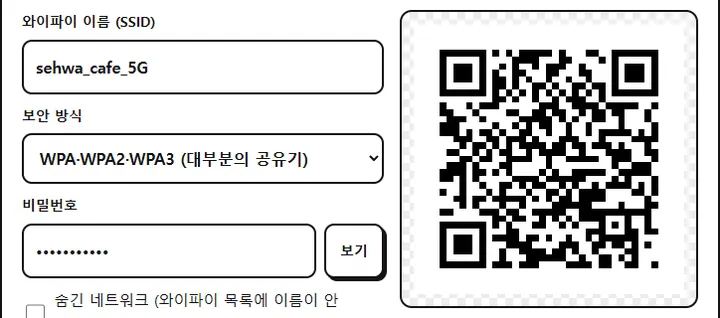 와이파이 이름 (SSID)
sehwa_cafe_5G
보안 방식
WPA·WPA2·WPA3 (대부분의 공유기)
비밀번호
•••••••••••
보기
숨긴 네트워크 (와이파이 목록에 이름이 안